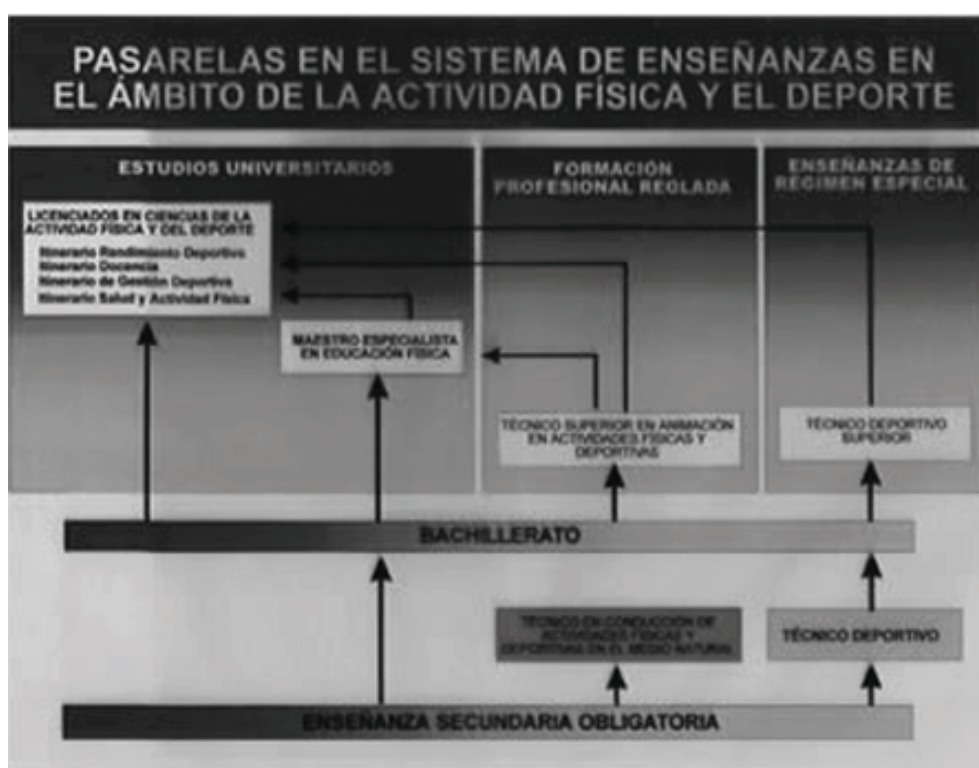 PASARELAS EN EL SISTEMA DE ENSEÑANZAS EN
EL ÁMBITO DE LA ACTIVIDAD FÍSICA Y EL DEPORTE
ESTUDIOS UNIVERSITARIOS
FORMACIÓN
PROFESIONAL REGLADA
ENSEÑANZAS DE
RÉGIMEN ESPECIAL
LICENCIADOS EN CIENCIAS DE LA
ACTIVIDAD FÍSICA Y DEL DEPORTE
Itinerario Rendimiento Deportivo
Itinerario Docencia
Itinerario de Gestión Deportiva
Itinerario Salud y Actividad Física
MAESTRO ESPECIALISTA
EN EDUCACIÓN FÍSICA
TÉCNICO SUPERIOR EN ANIMACIÓN
EN ACTIVIDADES FÍSICAS Y
DEPORTIVAS
TÉCNICO DEPORTIVO
SUPERIOR
BACHILLERATO
TÉCNICO EN CONDUCCIÓN DE
ACTIVIDADES FÍSICAS Y
DEPORTIVAS EN EL MEDIO NATURAL
TÉCNICO DEPORTIVO
ENSEÑANZA SECUNDARIA OBLIGATORIA